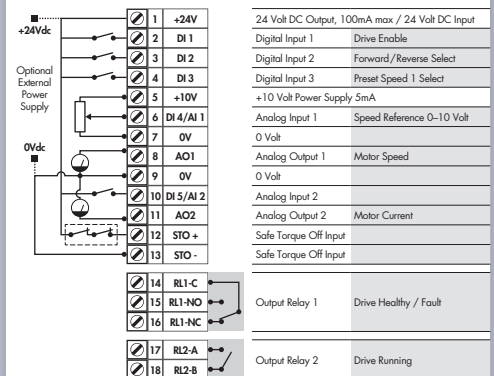 +24Vdc
Optional
External
Power
Supply
0Vdc
1 +24V 24 Volt DC Output, 100mA max / 24 Volt DC Input
2 DI 1 Digital Input 1 Drive Enable
3 DI 2 Digital Input 2 Forward/Reverse Select
4 DI 3 Digital Input 3 Preset Speed 1 Select
5 +10V +10 Volt Power Supply 5mA
6 DI 4/AI 1 Analog Input 1 Speed Reference 0–10 Volt
7 0V 0 Volt
8 AO1 Analog Output 1 Motor Speed
9 0V 0 Volt
10 DI 5/AI 2 Analog Input 2
11 AO2 Analog Output 2 Motor Current
12 STO + Safe Torque Off Input
13 STO - Safe Torque Off Input
14 RL1-C
15 RL1-NO Output Relay 1 Drive Healthy / Fault
16 RL1-NC
17 RL2-A
Output Relay 2 Drive Running
18 RL2-B